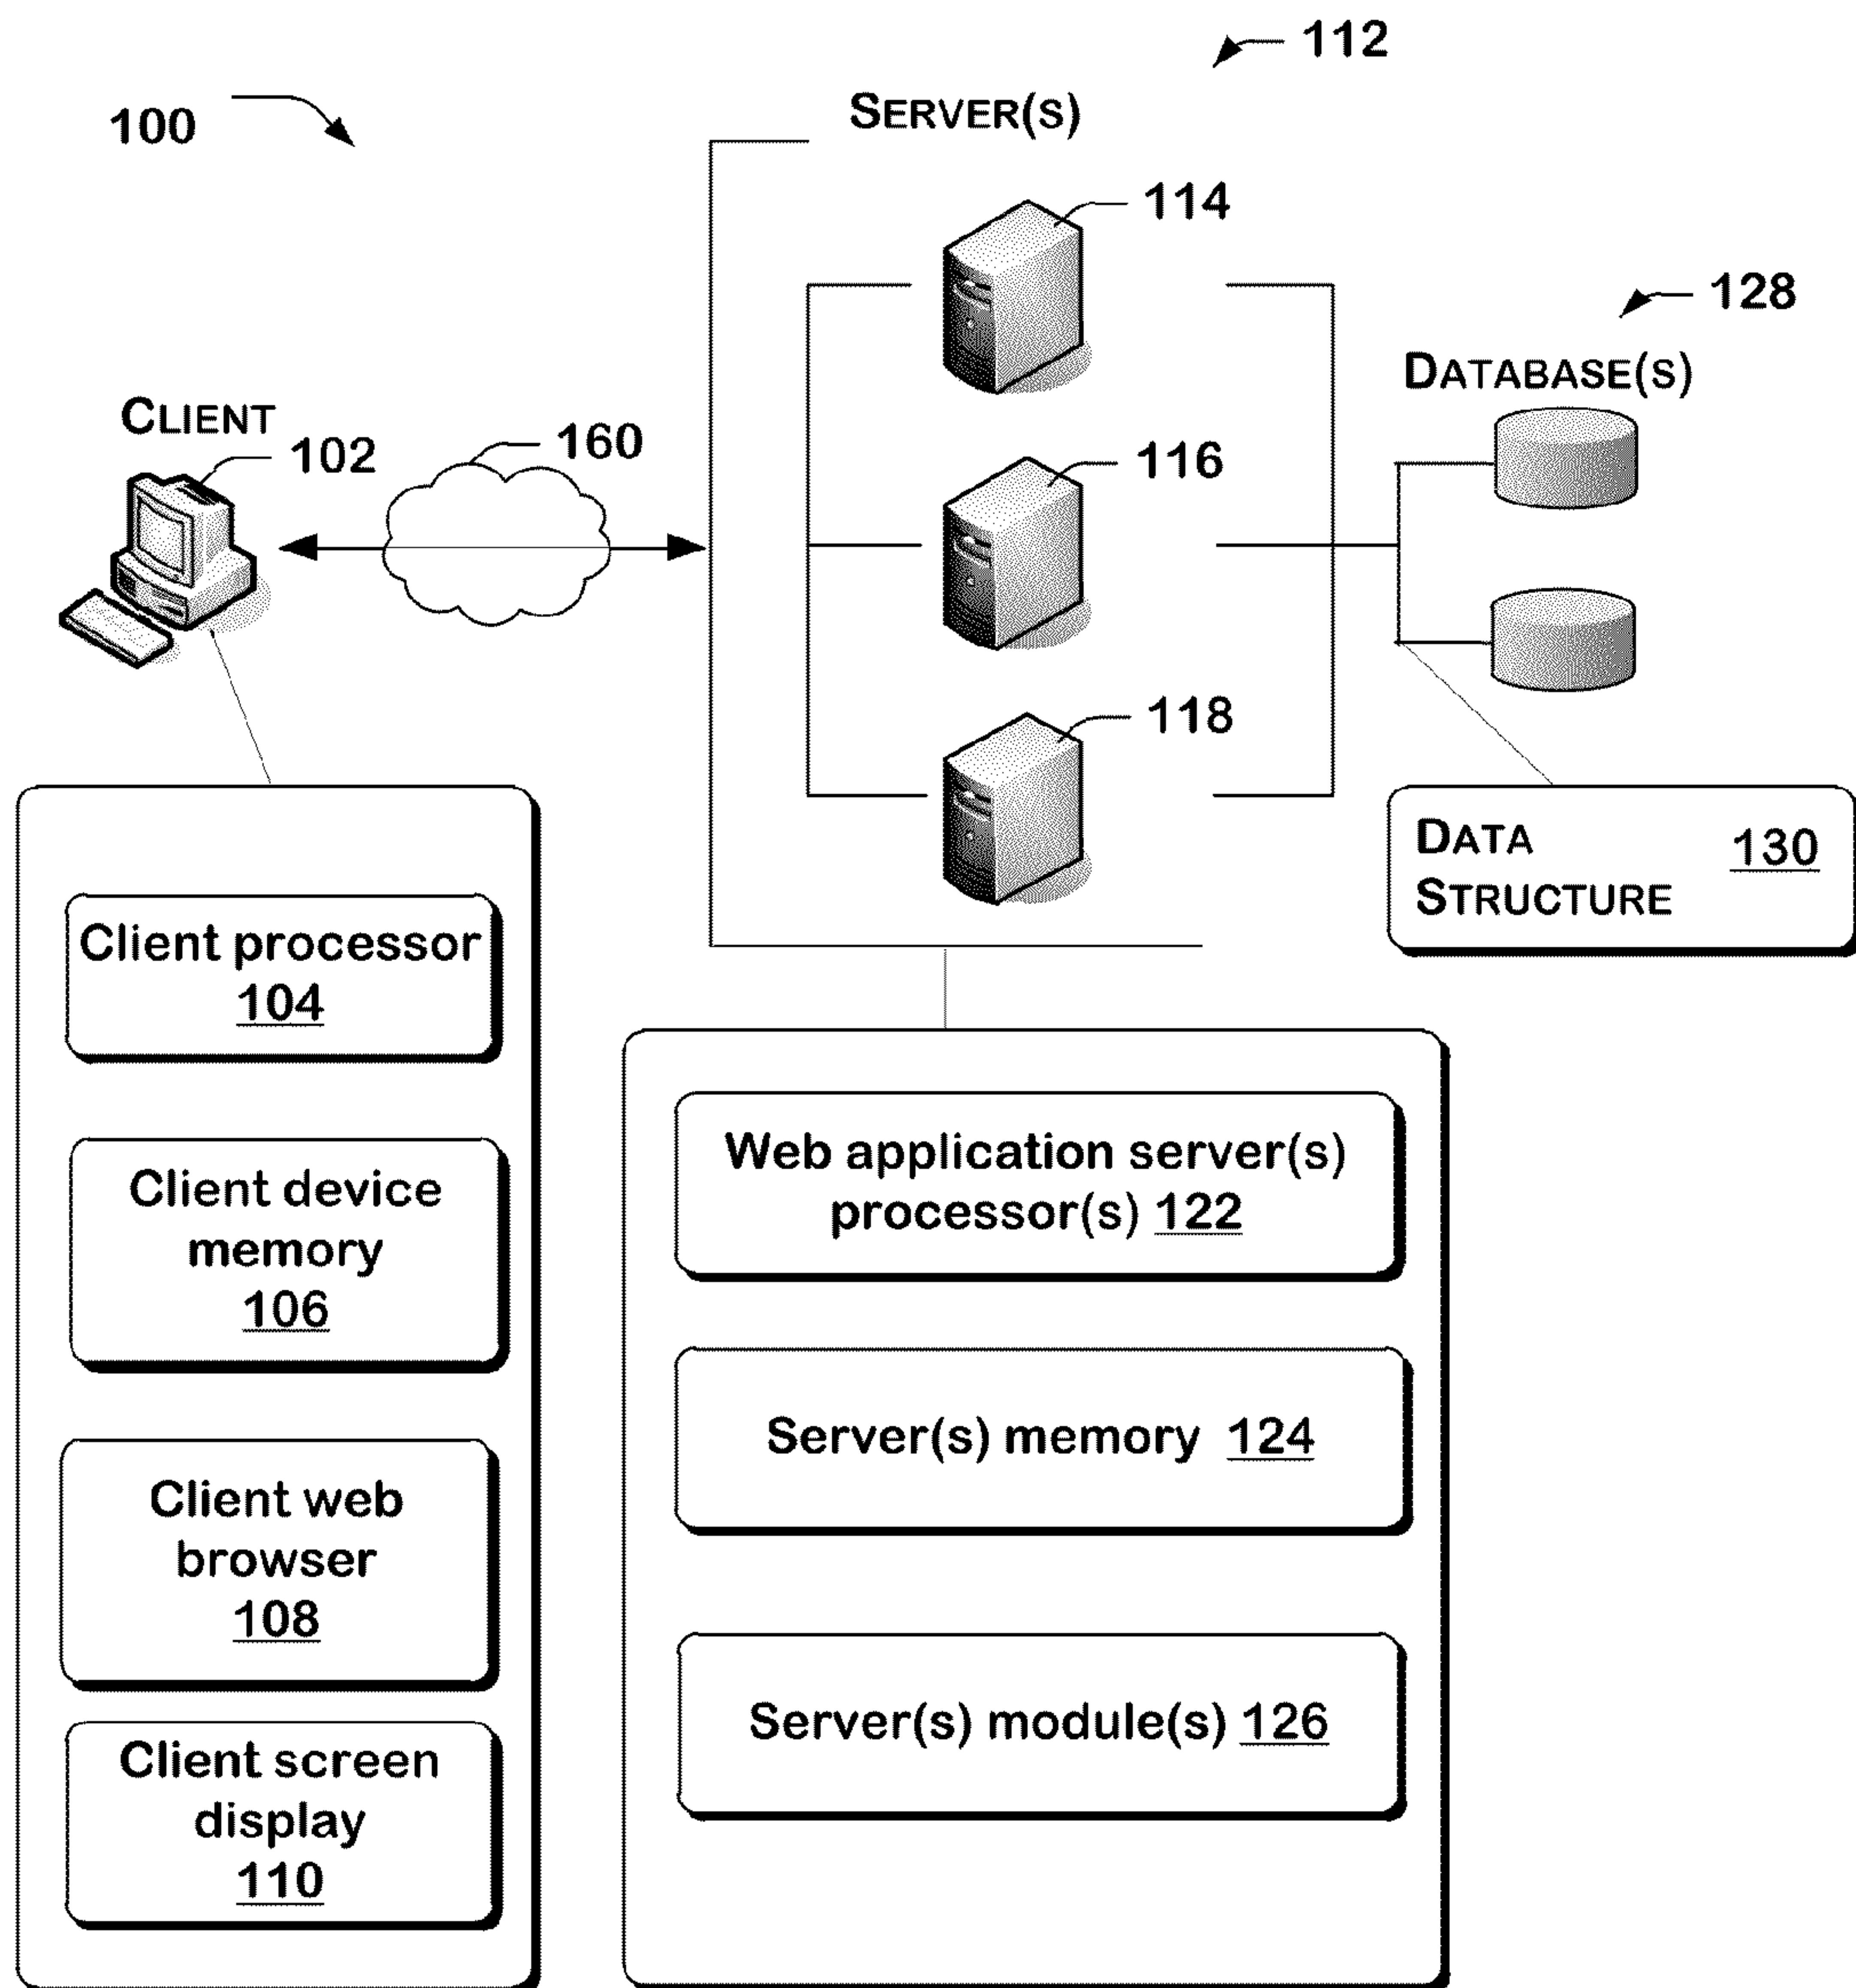 112
100
SERVER(S)
114
128
DATABASE(S)
CLIENT
102
160
116
118
DATA
STRUCTURE
130
Client processor
104
Client device
memory
106
Client web
browser
108
Client screen
display
110
Web application server(s)
processor(s) 122
Server(s) memory 124
Server(s) module(s) 126